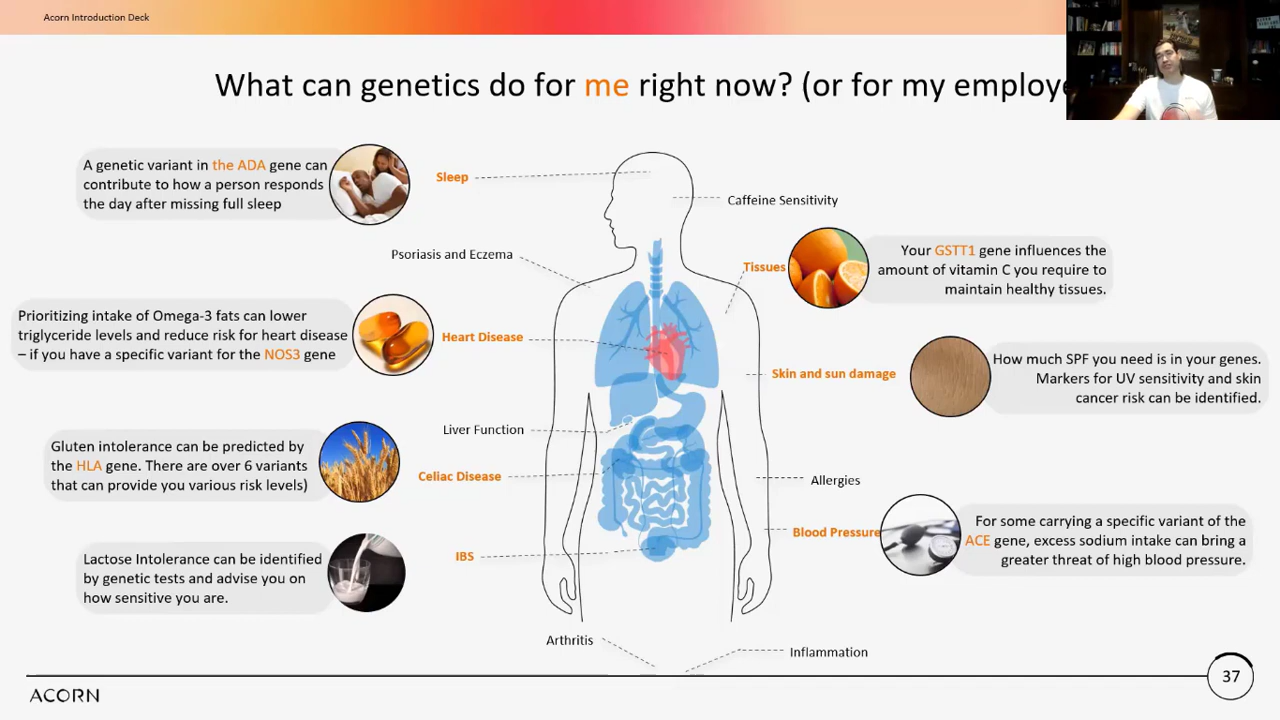 Acorn Introduction Deck
What can genetics do for me right now? (or for my employe
A genetic variant in the ADA gene can
contribute to how a person responds
the day after missing full sleep
Sleep
Caffeine Sensitivity
Psoriasis and Eczema
Tissues
Your GSTT1 gene influences the
amount of vitamin C you require to
maintain healthy tissues.
Prioritizing intake of Omega-3 fats can lower
triglyceride levels and reduce risk for heart disease
– if you have a specific variant for the NOS3 gene
Heart Disease
Skin and sun damage
How much SPF you need is in your genes.
Markers for UV sensitivity and skin
cancer risk can be identified.
Liver Function
Gluten intolerance can be predicted by
the HLA gene. There are over 6 variants
that can provide you various risk levels)
Celiac Disease
Allergies
Blood Pressure
For some carrying a specific variant of the
ACE gene, excess sodium intake can bring a
greater threat of high blood pressure.
Lactose Intolerance can be identified
by genetic tests and advise you on
how sensitive you are.
IBS
Arthritis
Inflammation
ACORN
37